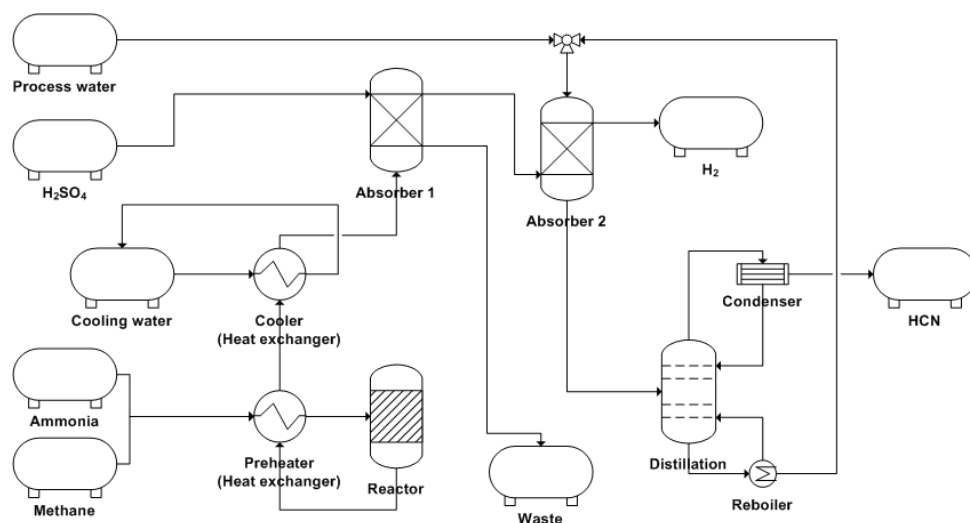 Process water
H₂SO₄
Absorber 1
H₂
Absorber 2
Cooling water
Cooler
(Heat exchanger)
Condenser
HCN
Ammonia
Preheater
(Heat exchanger)
Reactor
Distillation
Reboiler
Methane
Waste